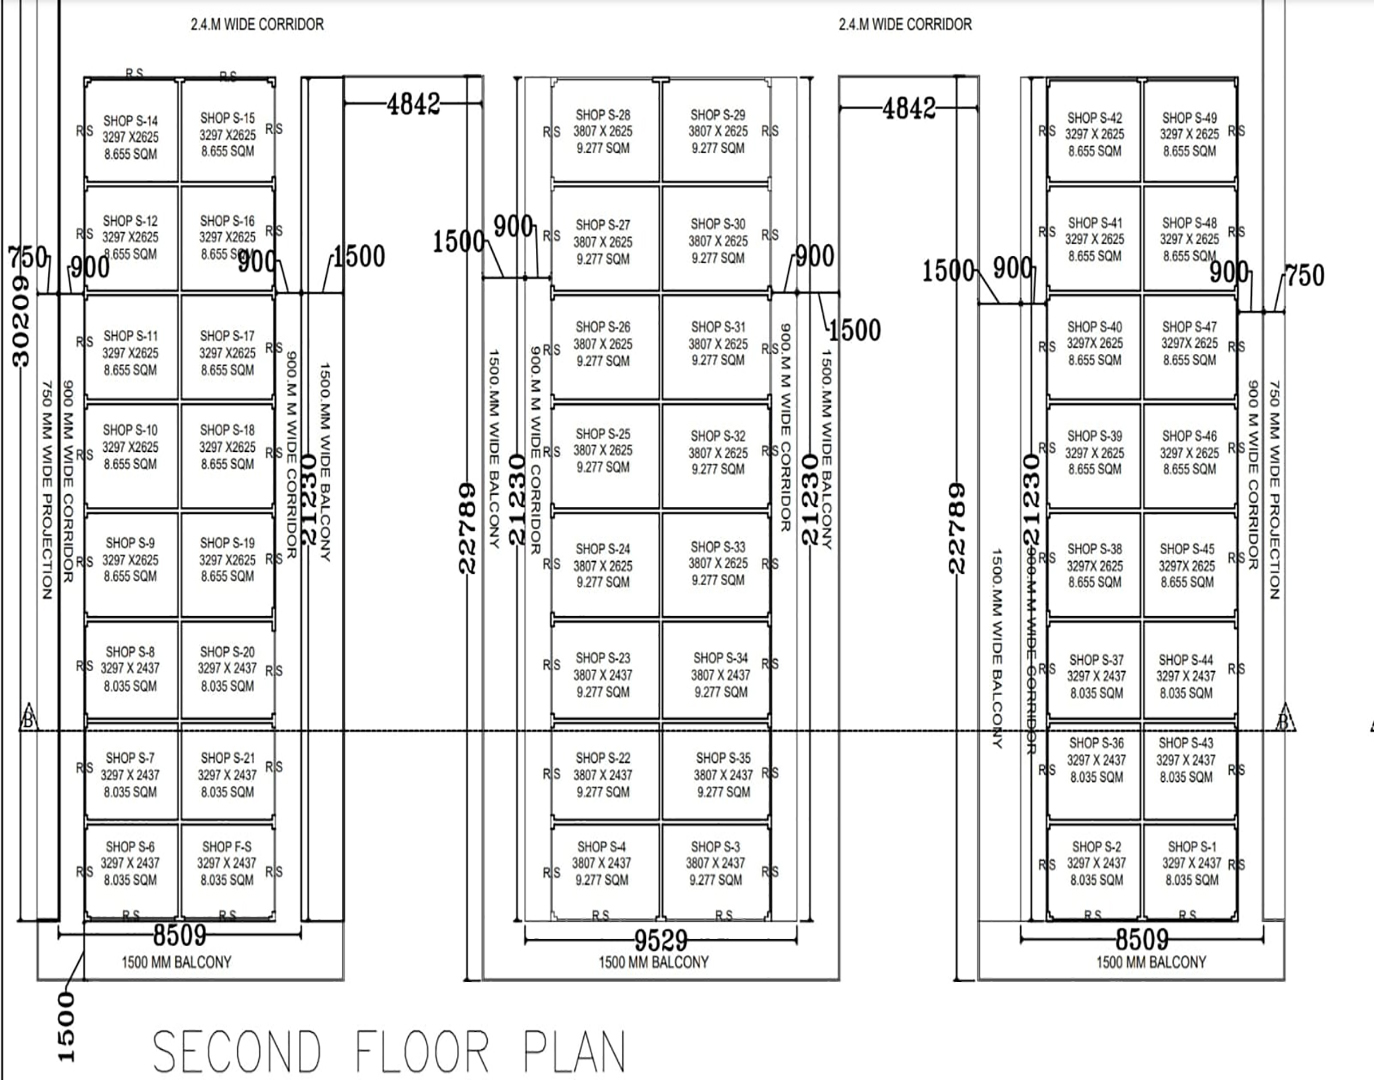 2.4.M WIDE CORRIDOR
2.4.M WIDE CORRIDOR
R S
R S
4842
4842
SHOP S-14
3297 X2625
8.655 SQM
R S
SHOP S-15
3297 X2625
8.655 SQM
R S
SHOP S-28
3807 X 2625
9.277 SQM
R S
SHOP S-29
3807 X 2625
9.277 SQM
R S
SHOP S-42
3297 X 2625
8.655 SQM
R S
SHOP S-49
3297 X 2625
8.655 SQM
R S
SHOP S-12
3297 X2625
8.655 SQM
R S
SHOP S-16
3297 X2625
8.655 SQM
R S
SHOP S-27
3807 X 2625
9.277 SQM
SHOP S-30
3807 X 2625
9.277 SQM
R S
SHOP S-41
3297 X 2625
8.655 SQM
R S
SHOP S-48
3297 X 2625
8.655 SQM
R S
750
900
900
1500
1500
900
900
1500
1500
900
900
750
30209
SHOP S-11
3297 X2625
8.655 SQM
R S
SHOP S-17
3297 X2625
8.655 SQM
R S
SHOP S-26
3807 X 2625
9.277 SQM
R S
SHOP S-31
3807 X 2625
9.277 SQM
R S
SHOP S-40
3297X 2625
8.655 SQM
R S
SHOP S-47
3297X 2625
8.655 SQM
R S
SHOP S-10
3297 X2625
8.655 SQM
R S
SHOP S-18
3297 X2625
8.655 SQM
R S
SHOP S-25
3807 X 2625
9.277 SQM
R S
SHOP S-32
3807 X 2625
9.277 SQM
R S
SHOP S-39
3297 X 2625
8.655 SQM
R S
SHOP S-46
3297 X 2625
8.655 SQM
R S
750 MM WIDE PROJECTION
900 MM WIDE CORRIDOR
900.M M WIDE CORRIDOR
21230
1500.MM WIDE BALCONY
22789
1500.MM WIDE BALCONY
21230
900.M M WIDE CORRIDOR
900.M M WIDE CORRIDOR
21230
1500.MM WIDE BALCONY
22789
1500.MM WIDE BALCONY
21230
900.M M WIDE CORRIDOR
900 M WIDE CORRIDOR
750 MM WIDE PROJECTION
SHOP S-9
3297 X2625
8.655 SQM
R S
SHOP S-19
3297 X2625
8.655 SQM
R S
SHOP S-24
3807 X 2625
9.277 SQM
R S
SHOP S-33
3807 X 2625
9.277 SQM
R S
SHOP S-38
3297X 2625
8.655 SQM
R S
SHOP S-45
3297X 2625
8.655 SQM
R S
SHOP S-8
3297 X 2437
8.035 SQM
R S
SHOP S-20
3297 X 2437
8.035 SQM
R S
SHOP S-23
3807 X 2437
9.277 SQM
R S
SHOP S-34
3807 X 2437
9.277 SQM
R S
SHOP S-37
3297 X 2437
8.035 SQM
R S
SHOP S-44
3297 X 2437
8.035 SQM
R S
B
B
SHOP S-7
3297 X 2437
8.035 SQM
R S
SHOP S-21
3297 X 2437
8.035 SQM
R S
SHOP S-22
3807 X 2437
9.277 SQM
R S
SHOP S-35
3807 X 2437
9.277 SQM
R S
SHOP S-36
3297 X 2437
8.035 SQM
R S
SHOP S-43
3297 X 2437
8.035 SQM
R S
SHOP S-6
3297 X 2437
8.035 SQM
R S
SHOP F-S
3297 X 2437
8.035 SQM
R S
SHOP S-4
3807 X 2437
9.277 SQM
R S
SHOP S-3
3807 X 2437
9.277 SQM
SHOP S-2
3297 X 2437
8.035 SQM
R S
SHOP S-1
3297 X 2437
8.035 SQM
R S
R S
R S
R S
R S
R S
R S
8509
9529
8509
1500 MM BALCONY
1500 MM BALCONY
1500 MM BALCONY
1500
SECOND FLOOR PLAN